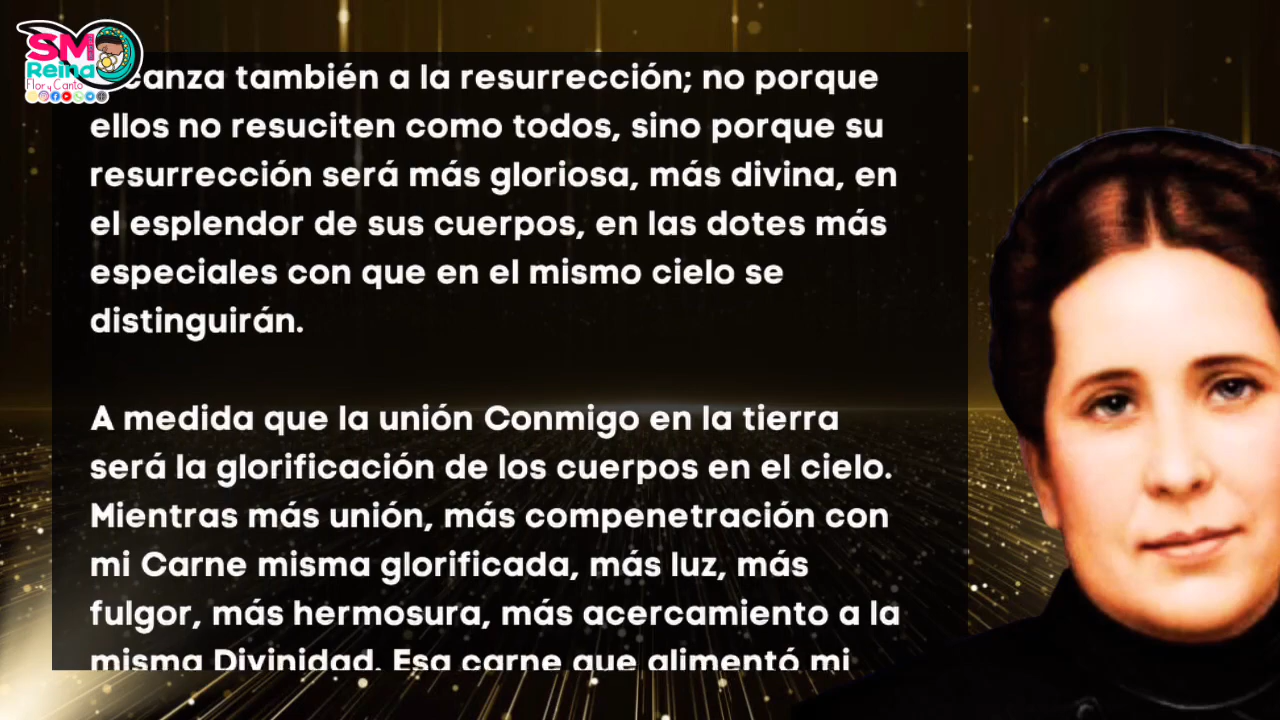 SM
Reina
Flor y Canto
también a la resurrección; no porque
ellos no resuciten como todos, sino porque su
resurrección será más gloriosa, más divina, en
el esplendor de sus cuerpos, en las dotes más
especiales con que en el mismo cielo se
distinguirán.
A medida que la unión Conmigo en la tierra
será la glorificación de los cuerpos en el cielo.
Mientras más unión, más compenetración con
mi Carne misma glorificada, más luz, más
fulgor, más hermosura, más acercamiento a la
misma Divinidad. Esa carne que alimentó mi